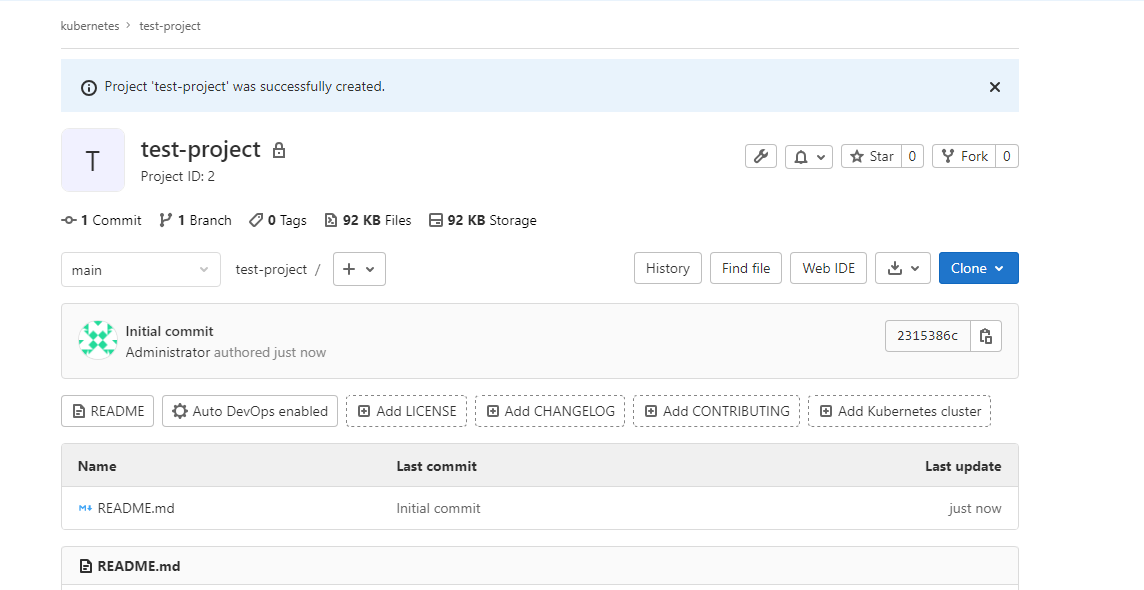 kubernetes > test-project
Project 'test-project' was successfully created.
T
test-project
Project ID: 2
Star 0 Fork 0
1 Commit 1 Branch 0 Tags 92 KB Files 92 KB Storage
main test-project / History Find file Web IDE Clone
Initial commit
Administrator authored just now
2315386c
README Auto DevOps enabled Add LICENSE Add CHANGELOG Add CONTRIBUTING Add Kubernetes cluster
Name Last commit Last update
README.md Initial commit just now
README.md